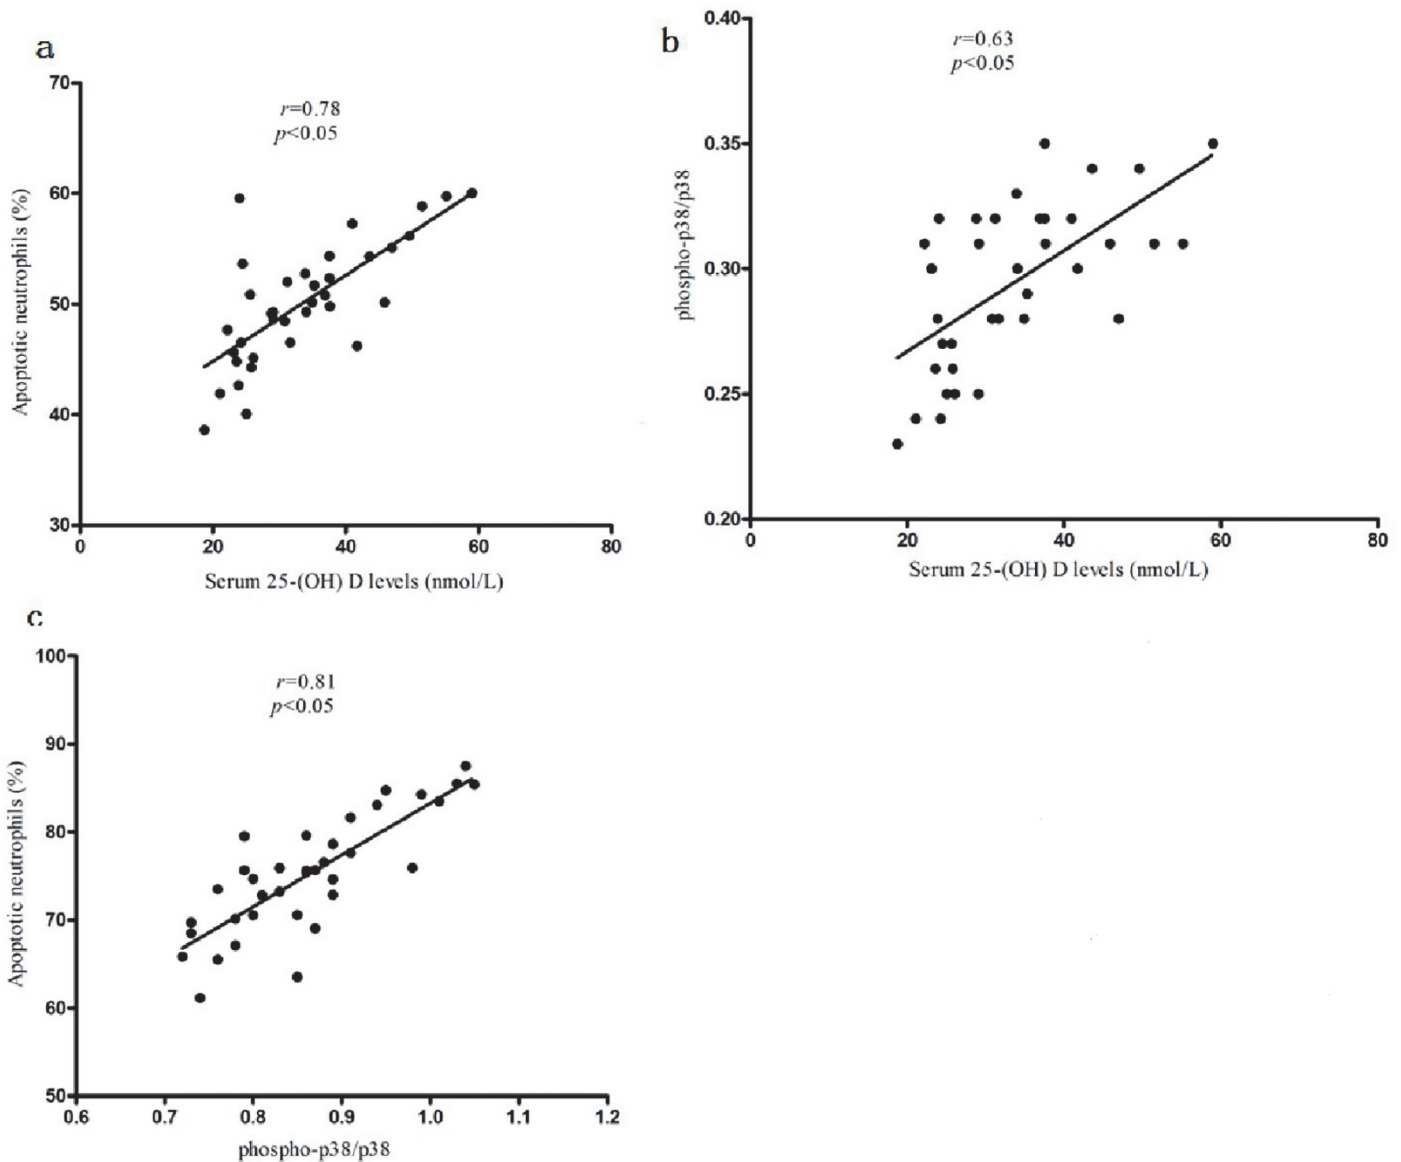 a
r=0.78
p<0.05
70
60
50
40
30
Apoptotic neutrophils (%)
0 20 40 60 80
Serum 25-(OH) D levels (nmol/L)
b
r=0.63
p<0.05
0.40
0.35
0.30
0.25
0.20
phospho-p38/p38
0 20 40 60 80
Serum 25-(OH) D levels (nmol/L)
c
r=0.81
p<0.05
100
90
80
70
60
50
Apoptotic neutrophils (%)
0.6 0.7 0.8 0.9 1.0 1.1 1.2
phospho-p38/p38